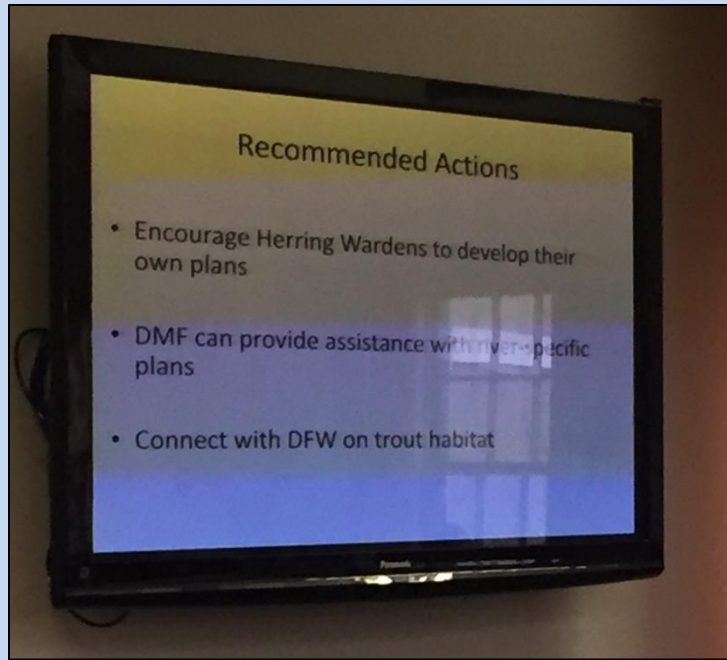 Recommended Actions
• Encourage Herring Wardens to develop their
own plans
• DMF can provide assistance with river-specific
plans
• Connect with DFW on trout habitat
Panasonic